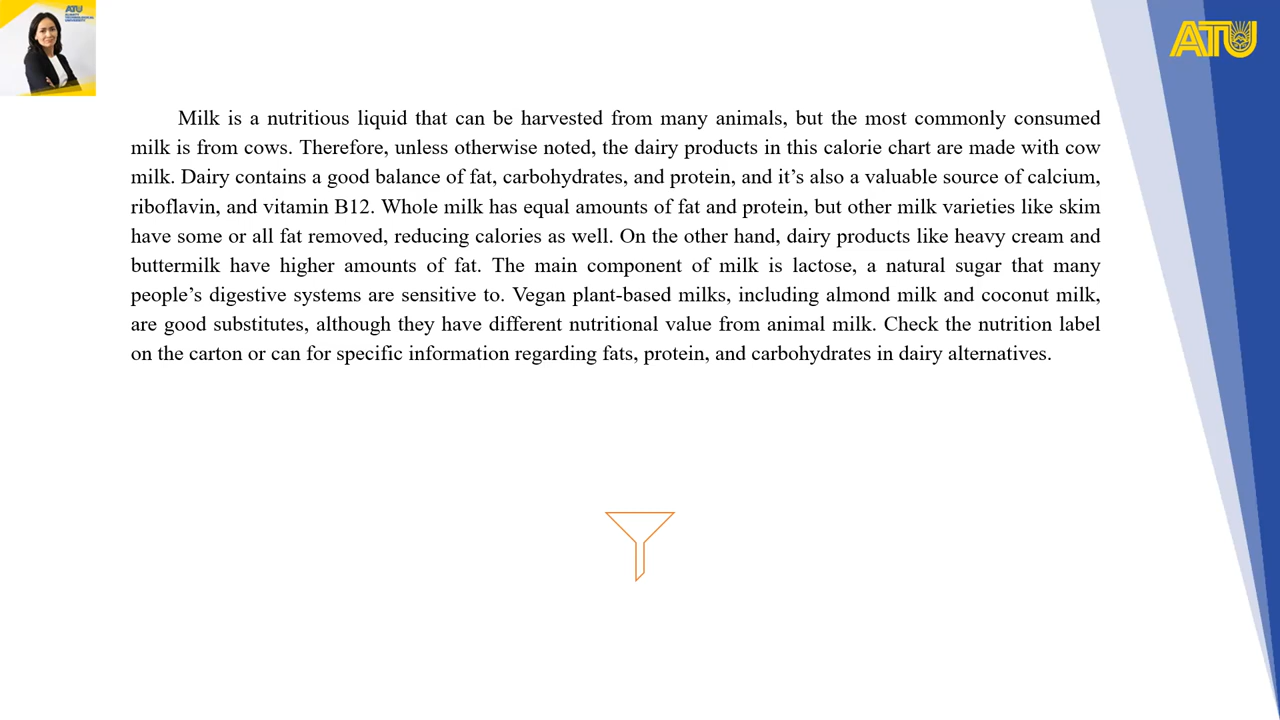 ATU
ALMATY
TECHNOLOGICAL
UNIVERSITY
ATU
Milk is a nutritious liquid that can be harvested from many animals, but the most commonly consumed
milk is from cows. Therefore, unless otherwise noted, the dairy products in this calorie chart are made with cow
milk. Dairy contains a good balance of fat, carbohydrates, and protein, and it’s also a valuable source of calcium,
riboflavin, and vitamin B12. Whole milk has equal amounts of fat and protein, but other milk varieties like skim
have some or all fat removed, reducing calories as well. On the other hand, dairy products like heavy cream and
buttermilk have higher amounts of fat. The main component of milk is lactose, a natural sugar that many
people’s digestive systems are sensitive to. Vegan plant-based milks, including almond milk and coconut milk,
are good substitutes, although they have different nutritional value from animal milk. Check the nutrition label
on the carton or can for specific information regarding fats, protein, and carbohydrates in dairy alternatives.